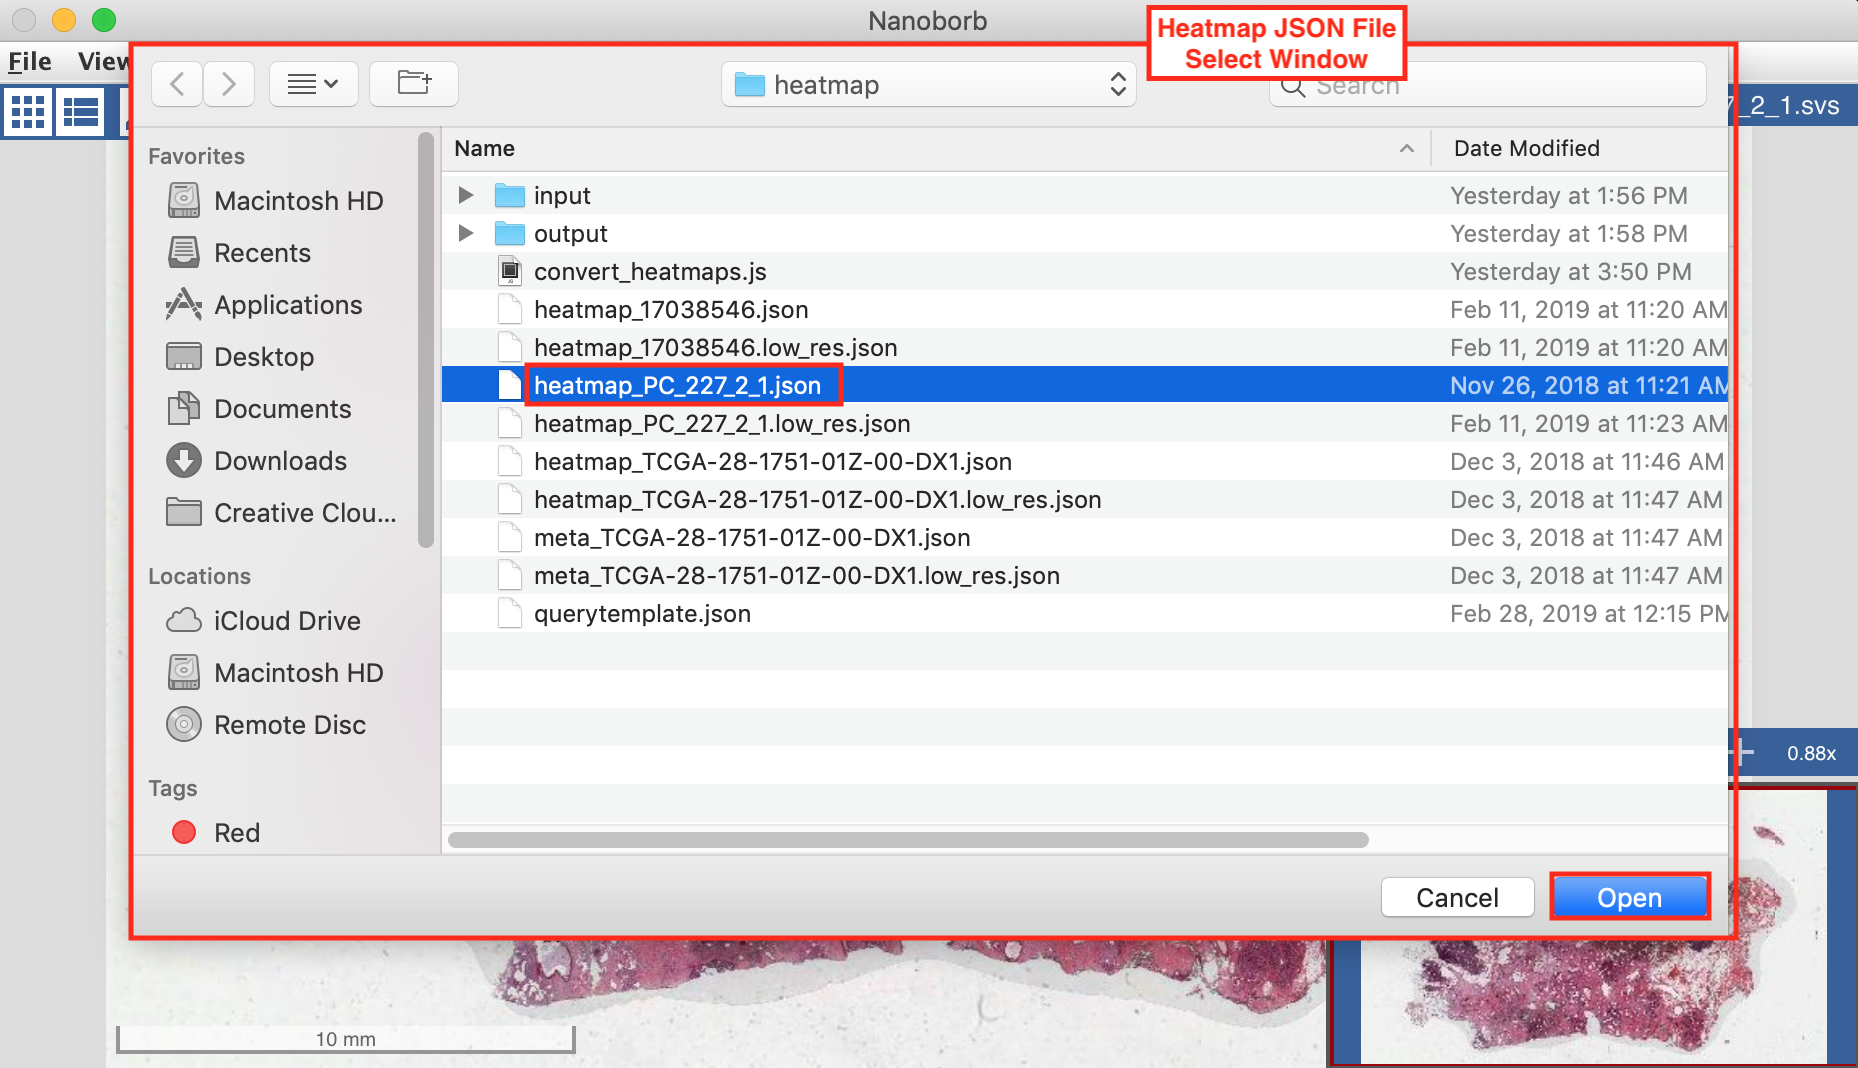 Nanoborb
Heatmap JSON File
Select Window
File View
heatmap
Search
7_2_1.svs
Favorites
Macintosh HD
Recents
Applications
Desktop
Documents
Downloads
Creative Clou...
Locations
iCloud Drive
Macintosh HD
Remote Disc
Tags
Red
Name Date Modified
input Yesterday at 1:56 PM
output Yesterday at 1:58 PM
convert_heatmaps.js Yesterday at 3:50 PM
heatmap_17038546.json Feb 11, 2019 at 11:20 AM
heatmap_17038546.low_res.json Feb 11, 2019 at 11:20 AM
heatmap_PC_227_2_1.json Nov 26, 2018 at 11:21 AM
heatmap_PC_227_2_1.low_res.json Feb 11, 2019 at 11:23 AM
heatmap_TCGA-28-1751-01Z-00-DX1.json Dec 3, 2018 at 11:46 AM
heatmap_TCGA-28-1751-01Z-00-DX1.low_res.json Dec 3, 2018 at 11:47 AM
meta_TCGA-28-1751-01Z-00-DX1.json Dec 3, 2018 at 11:47 AM
meta_TCGA-28-1751-01Z-00-DX1.low_res.json Dec 3, 2018 at 11:47 AM
querytemplate.json Feb 28, 2019 at 12:15 PM
0.88x
Cancel Open
10 mm